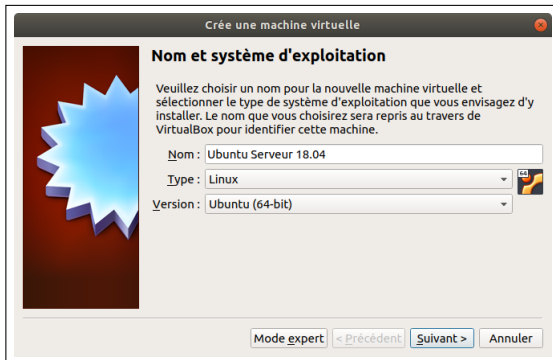 Crée une machine virtuelle
Nom et système d'exploitation
Veuillez choisir un nom pour la nouvelle machine virtuelle et
sélectionner le type de système d'exploitation que vous envisagez d'y
installer. Le nom que vous choisirez sera repris au travers de
VirtualBox pour identifier cette machine.
Nom : Ubuntu Serveur 18.04
Type : Linux
64
Version : Ubuntu (64-bit)
Mode expert < Précédent Suivant > Annuler